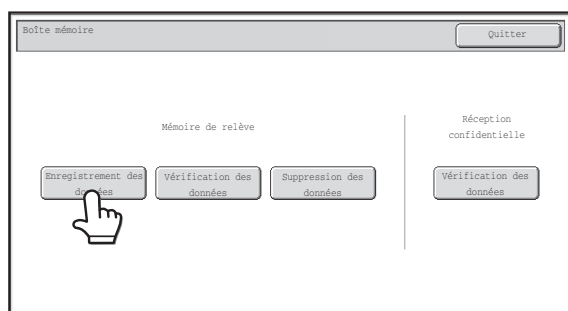 Boîte mémoire
Quitter
Mémoire de relève
Réception
confidentielle
Enregistrement des
données
Vérification des
données
Suppression des
données
Vérification des
données